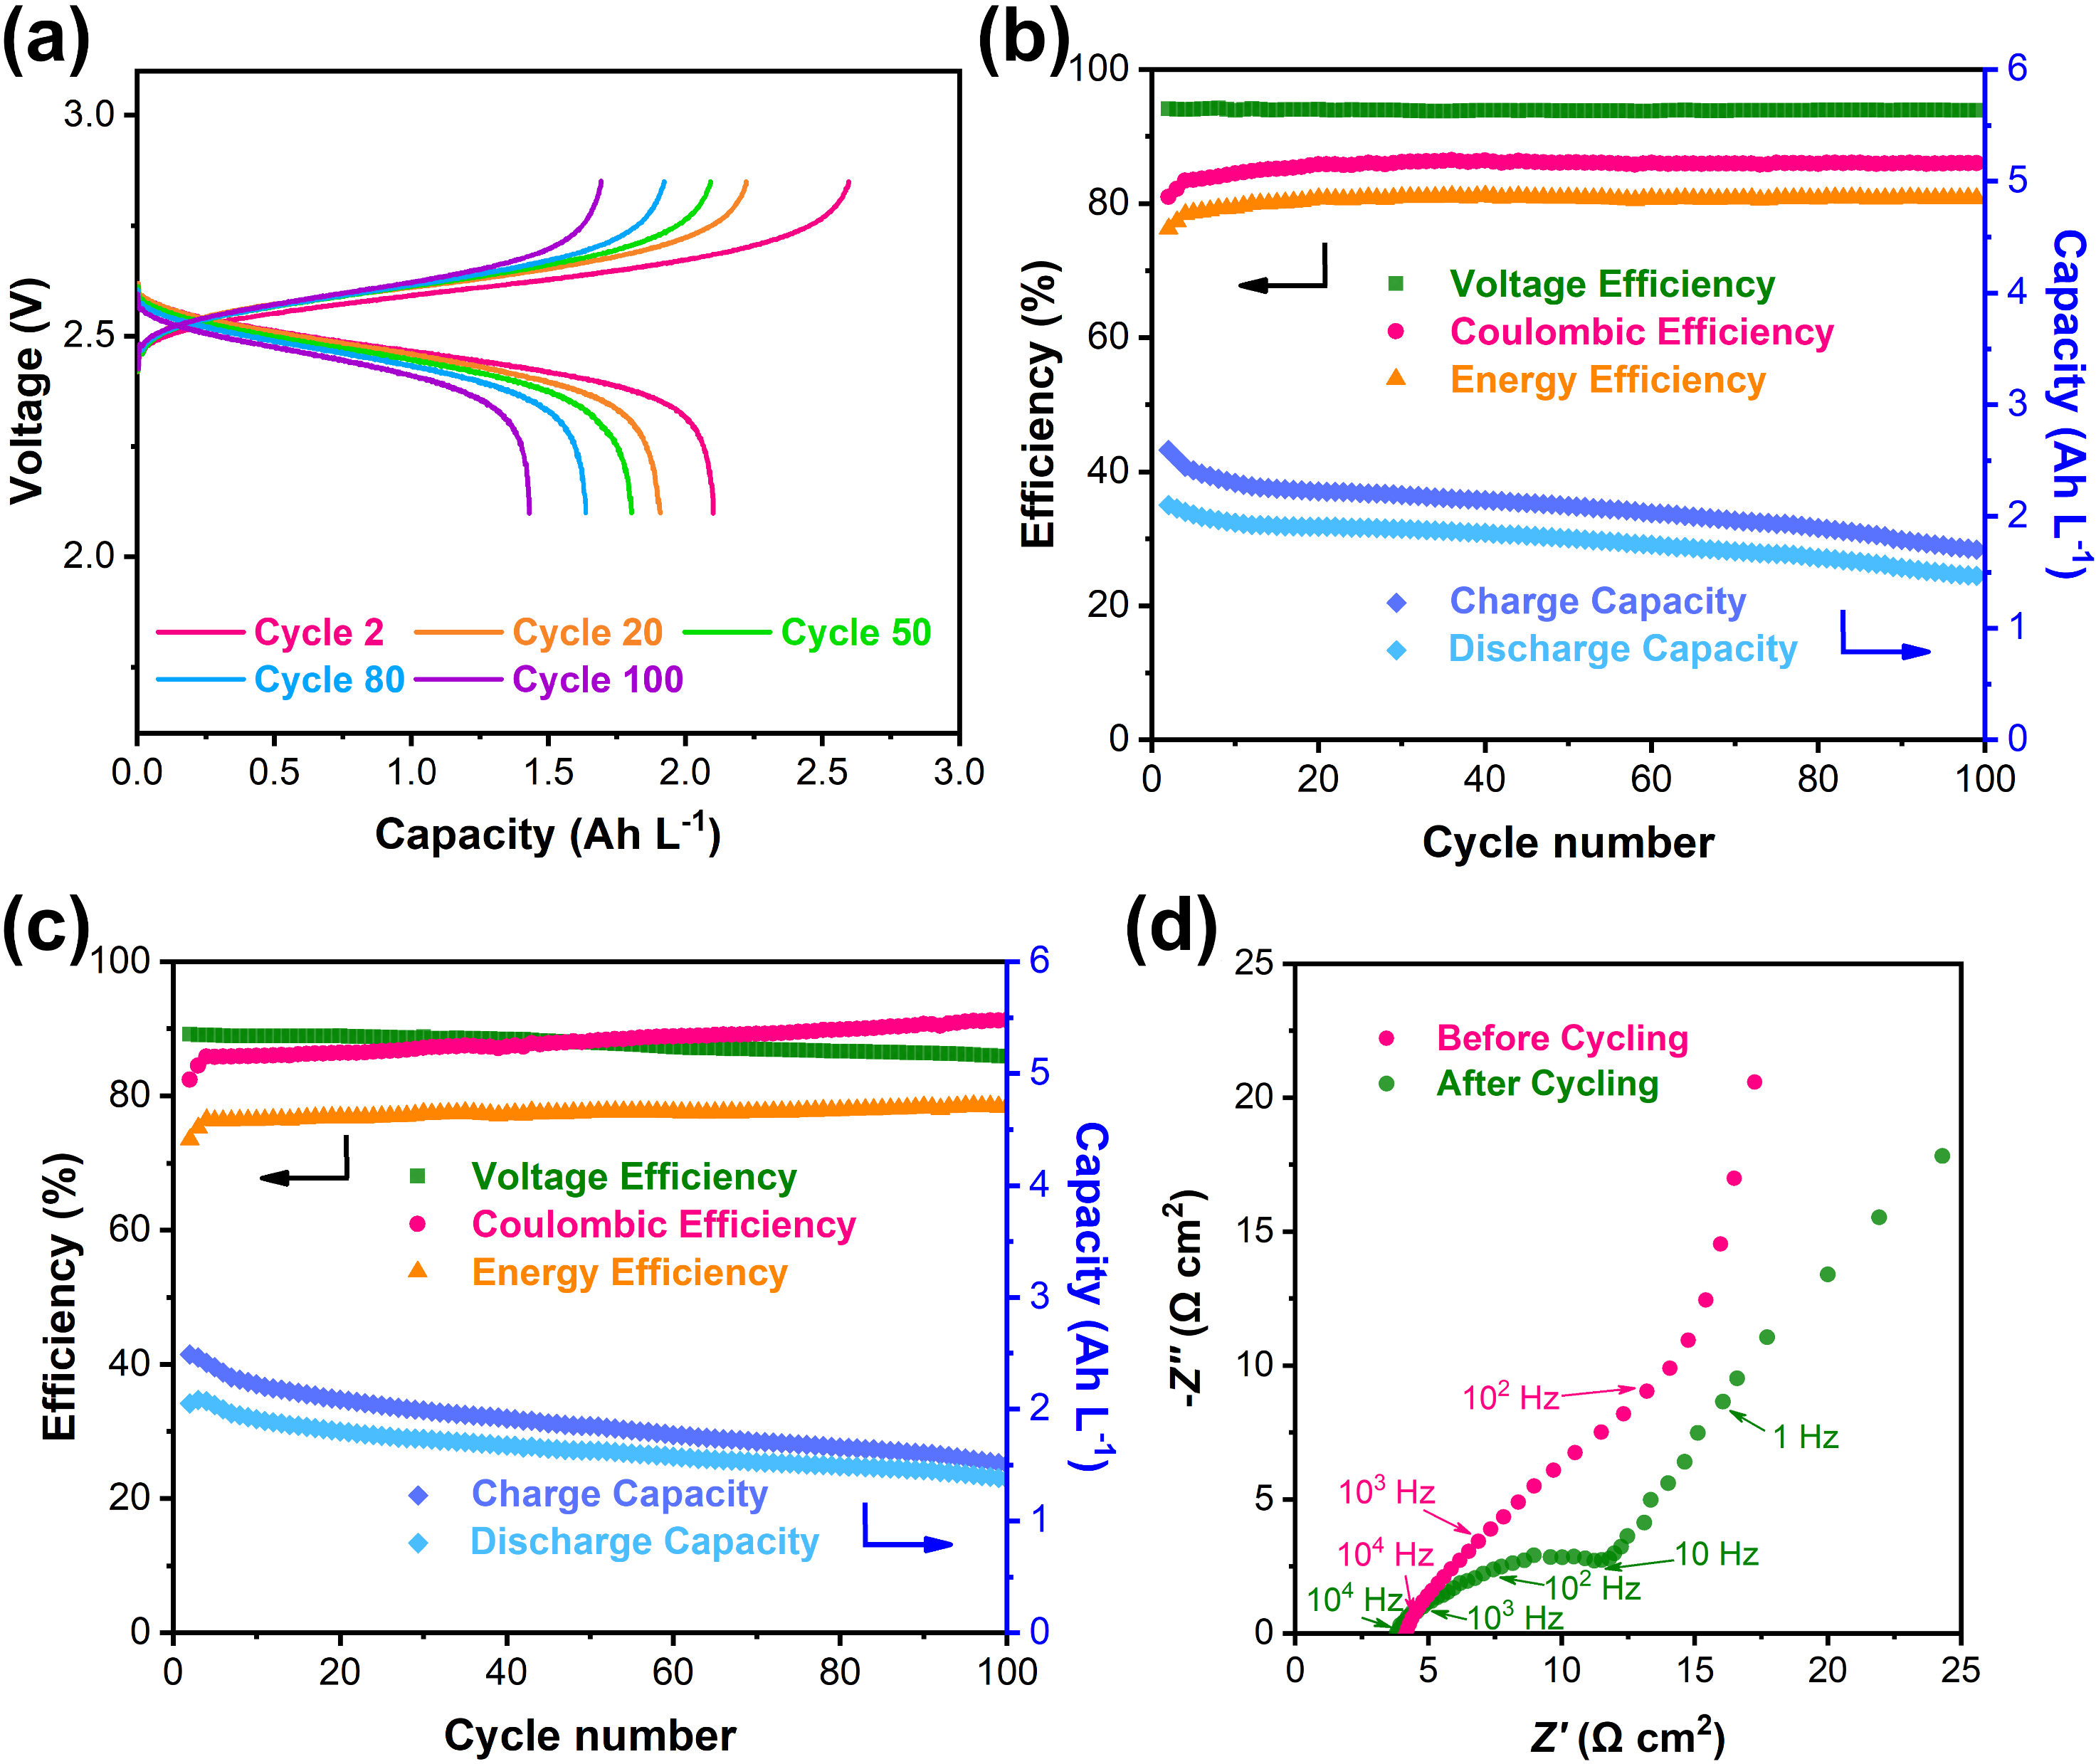 (a)
3.0
2.5
2.0
Voltage (V)
Cycle 2
Cycle 20
Cycle 50
Cycle 80
Cycle 100
0.0 0.5 1.0 1.5 2.0 2.5 3.0
Capacity (Ah L⁻¹)
(b)
100
80
60
40
20
0
Efficiency (%)
Voltage Efficiency
Coulombic Efficiency
Energy Efficiency
Charge Capacity
Discharge Capacity
6
5
4
3
2
1
0
Capacity (Ah L⁻¹)
0 20 40 60 80 100
Cycle number
(c)
100
80
60
40
20
0
Efficiency (%)
Voltage Efficiency
Coulombic Efficiency
Energy Efficiency
Charge Capacity
Discharge Capacity
6
5
4
3
2
1
0
Capacity (Ah L⁻¹)
0 20 40 60 80 100
Cycle number
(d)
25
20
15
10
5
0
-Z" (Ω cm²)
Before Cycling
After Cycling
10² Hz
1 Hz
10³ Hz
10⁴ Hz
10 Hz
10⁴ Hz
10² Hz
10³ Hz
0 5 10 15 20 25
Z' (Ω cm²)